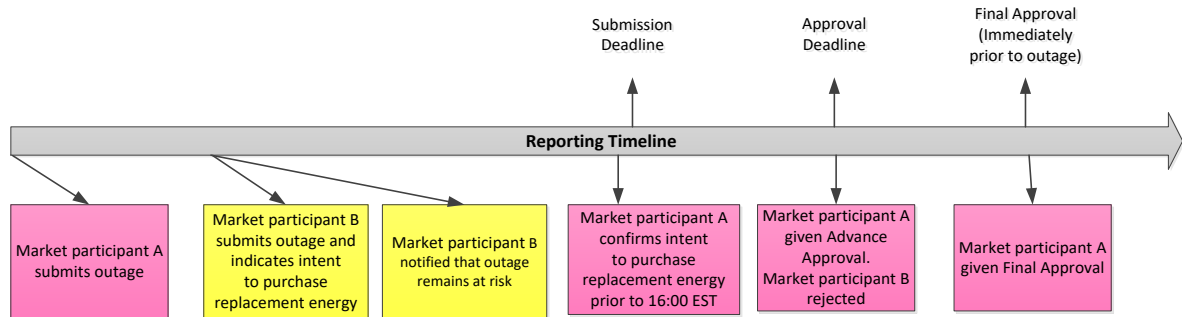 Submission
Deadline
Approval
Deadline
Final Approval
(Immediately
prior to outage)
Reporting Timeline
Market participant A
submits outage
Market participant B
submits outage and
indicates intent
to purchase
replacement energy
Market participant B
notified that outage
remains at risk
Market participant A
confirms intent
to purchase
replacement energy
prior to 16:00 EST
Market participant A
given Advance
Approval.
Market participant B
rejected
Market participant A
given Final Approval